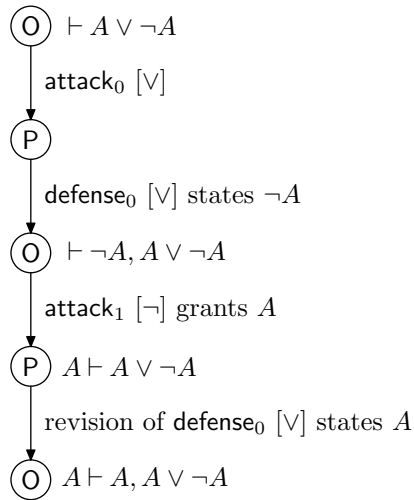 O ⊢ A ∨ ¬A
attack₀ [∨]
P
defense₀ [∨] states ¬A
O ⊢ ¬A, A ∨ ¬A
attack₁ [¬] grants A
P A ⊢ A ∨ ¬A
revision of defense₀ [∨] states A
O A ⊢ A, A ∨ ¬A